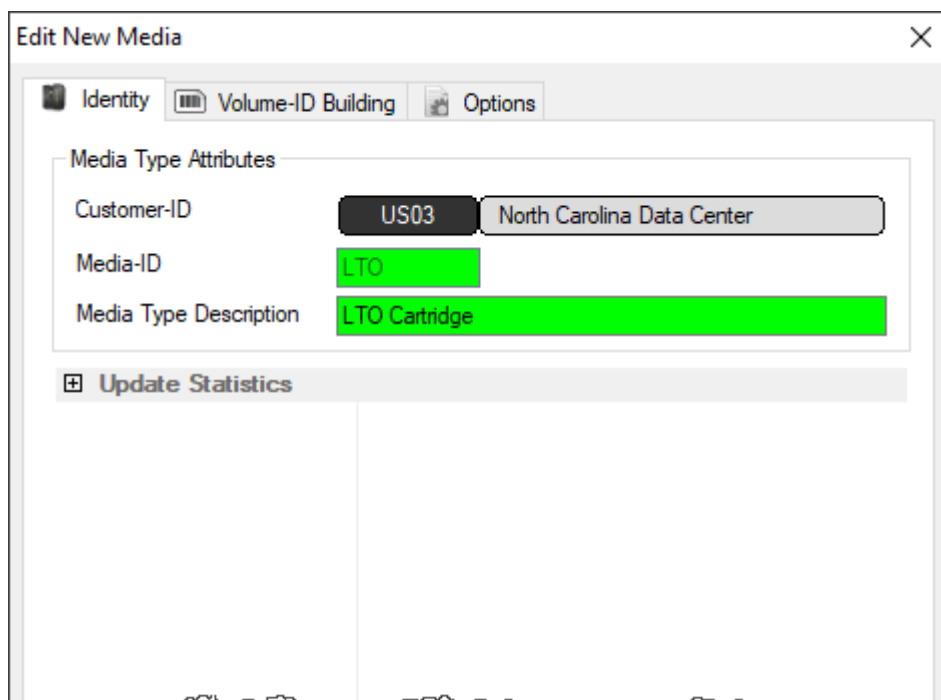 Edit New Media
Identity Volume-ID Building Options
Media Type Attributes
Customer-ID US03 North Carolina Data Center
Media-ID LTO
Media Type Description LTO Cartridge
Update Statistics